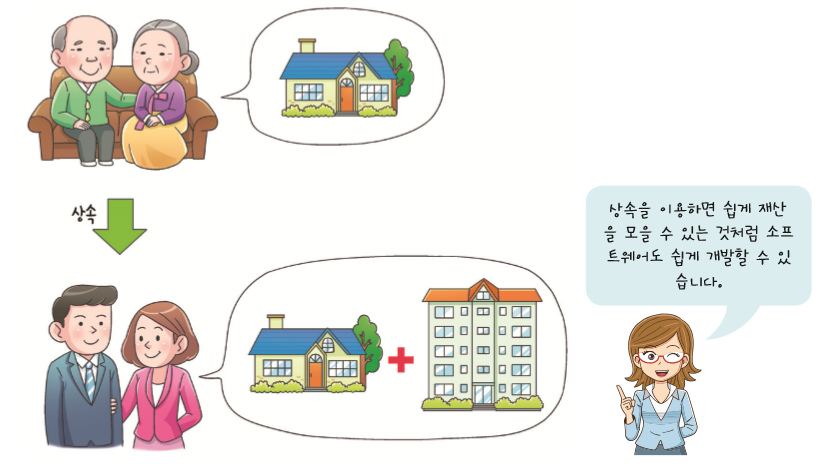 상속
상속을 이용하면 쉽게 재산
을 모을 수 있는 것처럼 소프
트웨어도 쉽게 개발할 수 있
습니다.